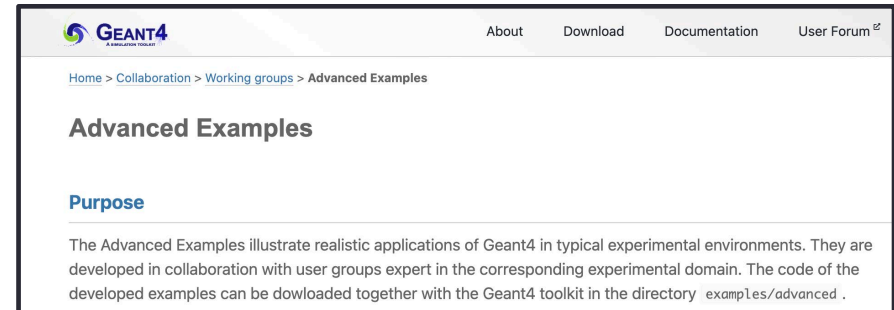 GEANT4
A SIMULATION TOOLKIT
About Download Documentation User Forum
Home > Collaboration > Working groups > Advanced Examples
Advanced Examples
Purpose
The Advanced Examples illustrate realistic applications of Geant4 in typical experimental environments. They are
developed in collaboration with user groups expert in the corresponding experimental domain. The code of the
developed examples can be dowloaded together with the Geant4 toolkit in the directory examples/advanced .